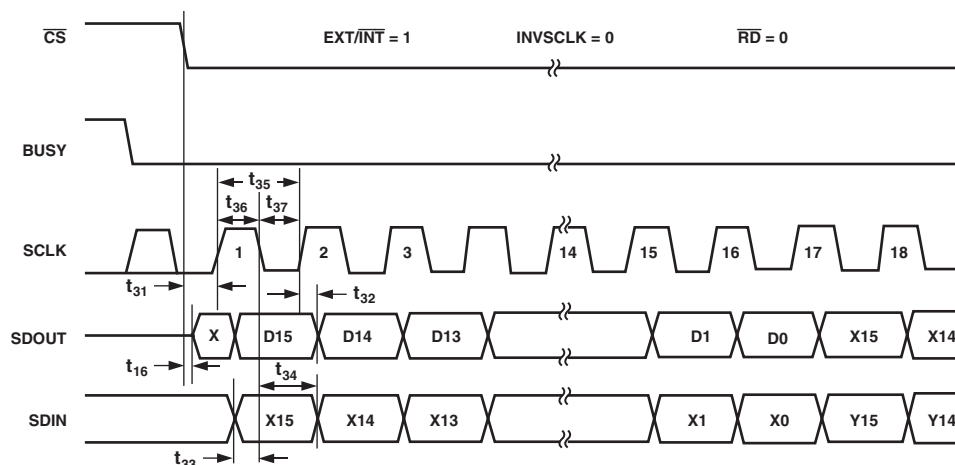 CS EXT/INT = 1 INVSCLK = 0 RD = 0
BUSY
t35
t36 t37
SCLK 1 2 3 14 15 16 17 18
t31 t32
SDOUT X D15 D14 D13 D1 D0 X15 X14
t16 t34
SDIN X15 X14 X13 X1 X0 Y15 Y14
t33